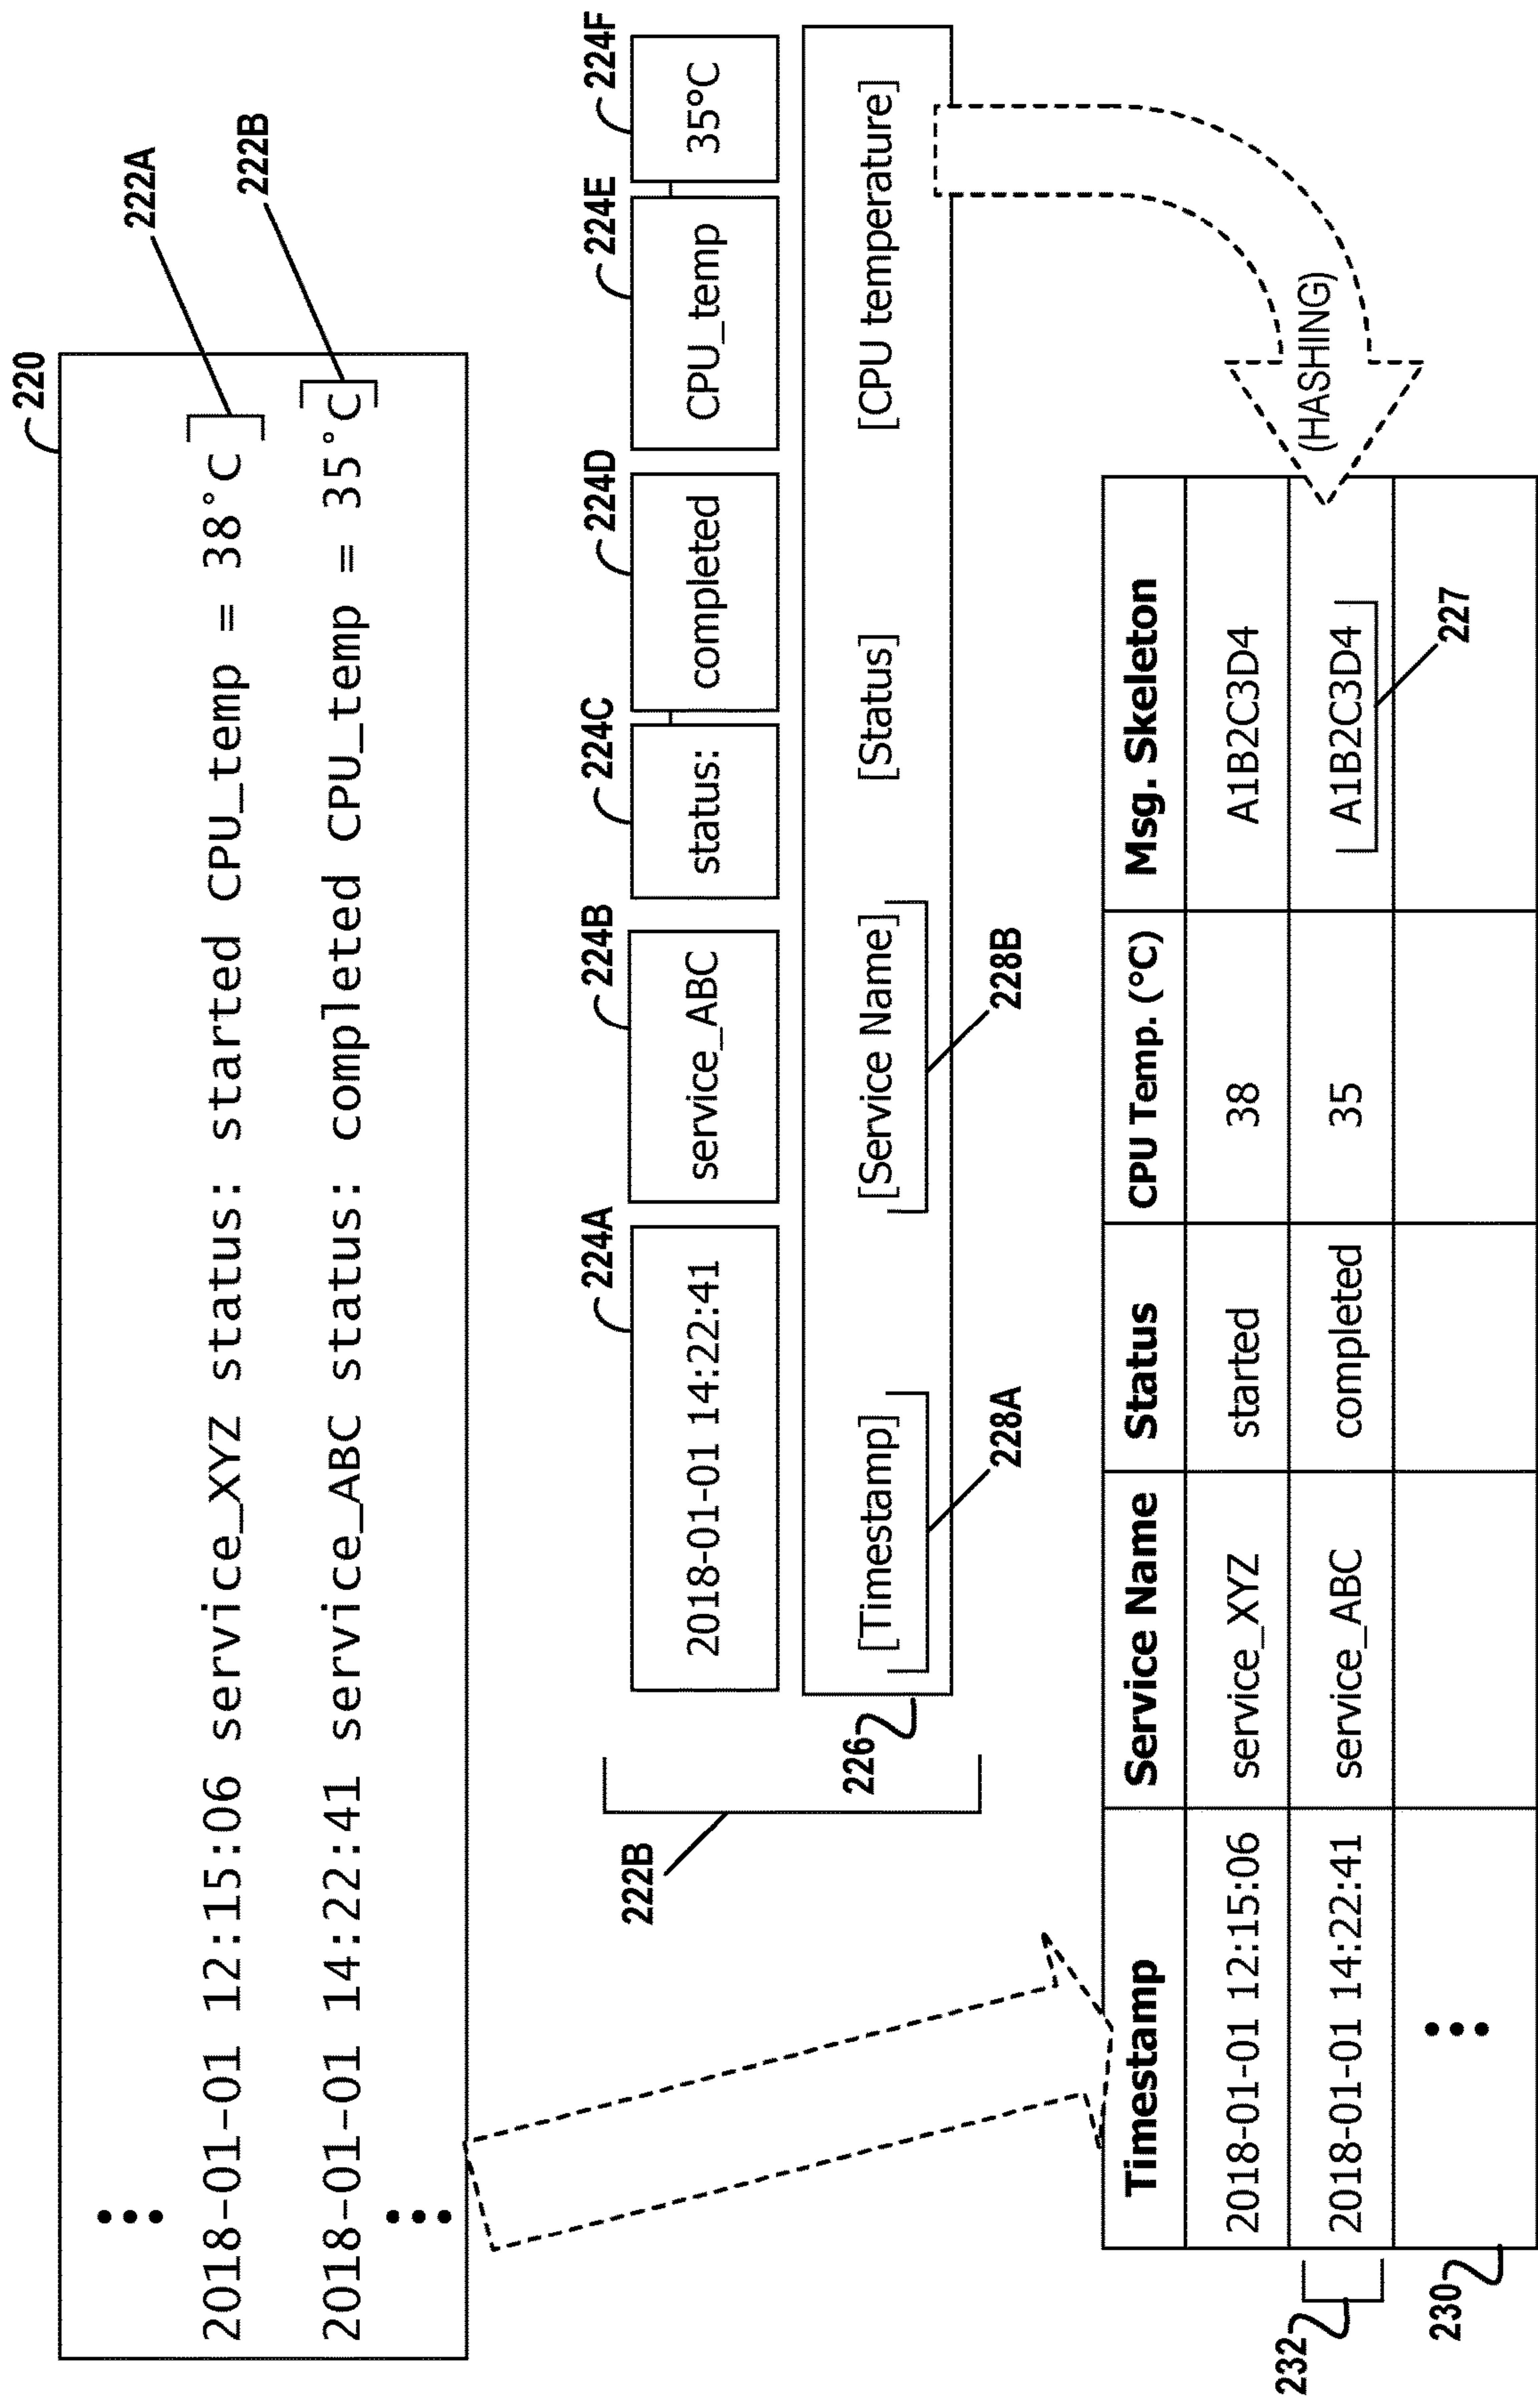 220
222A
222B
2018-01-01 12:15:06 service_XYZ status: started CPU_temp = 38°C
2018-01-01 14:22:41 service_ABC status: completed CPU_temp = 35°C
222B
224A
224B
224C
224D
224E
224F
2018-01-01 14:22:41
service_ABC
status:
completed
CPU_temp
35°C
226
[Timestamp] [Service Name] [Status] [CPU temperature]
228A
228B
(HASHING)
Timestamp Service Name Status CPU Temp. (°C) Msg. Skeleton
2018-01-01 12:15:06 service_XYZ started 38 A1B2C3D4
2018-01-01 14:22:41 service_ABC completed 35 A1B2C3D4
232
227
230